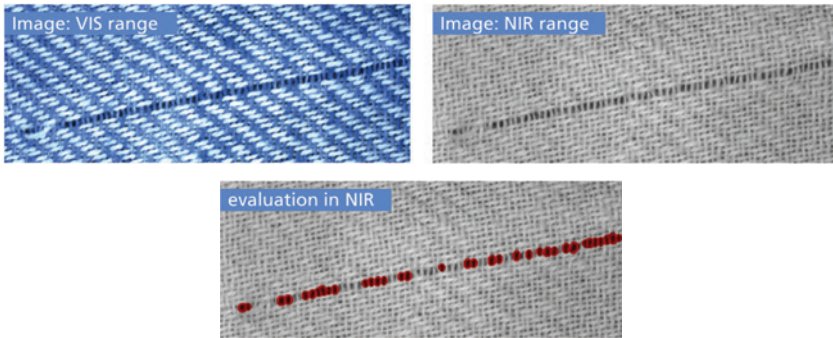 Image: VIS range
Image: NIR range
evaluation in NIR